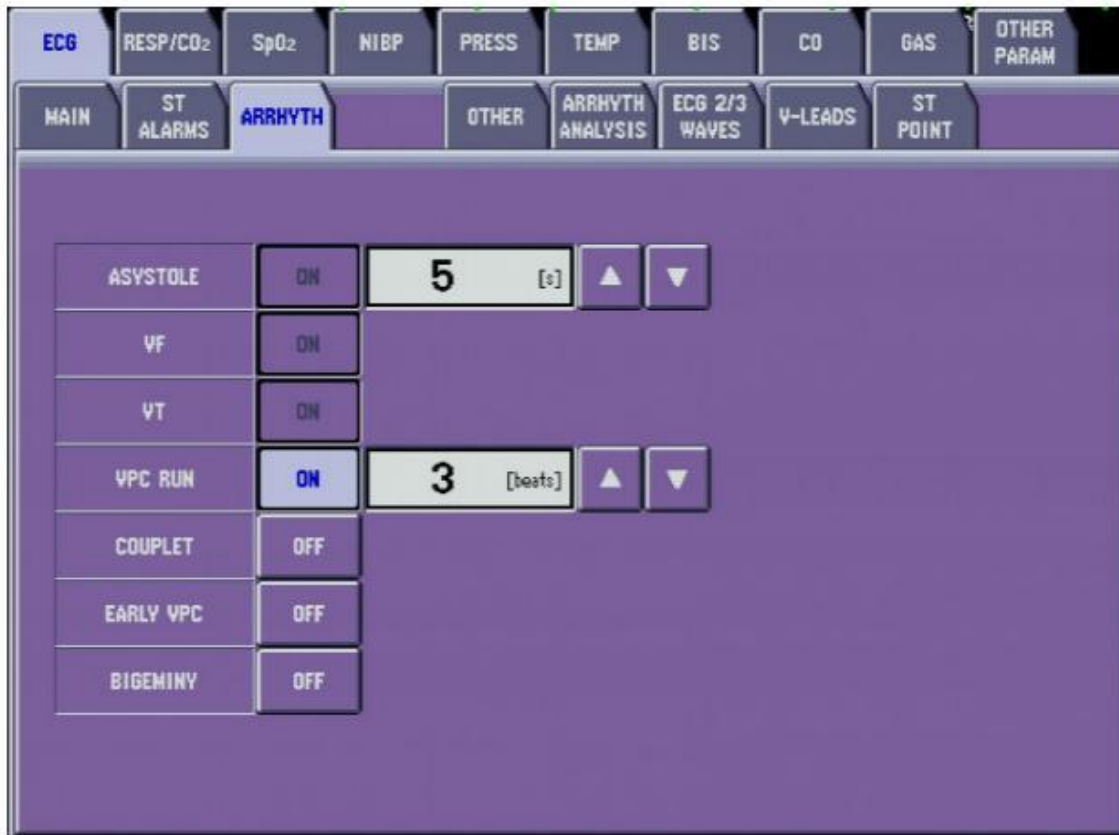 ECG RESP/CO₂ SpO₂ NIBP PRESS TEMP BIS CO GAS OTHER PARAM
MAIN ST ALARMS ARRHYTH OTHER ARRHYTH ANALYSIS ECG 2/3 WAVES V-LEADS ST POINT
ASYSTOLE ON 5 [s] ▲ ▼
VF ON
VT ON
VPC RUN ON 3 [beats] ▲ ▼
COUPLET OFF
EARLY VPC OFF
BIGEMINY OFF